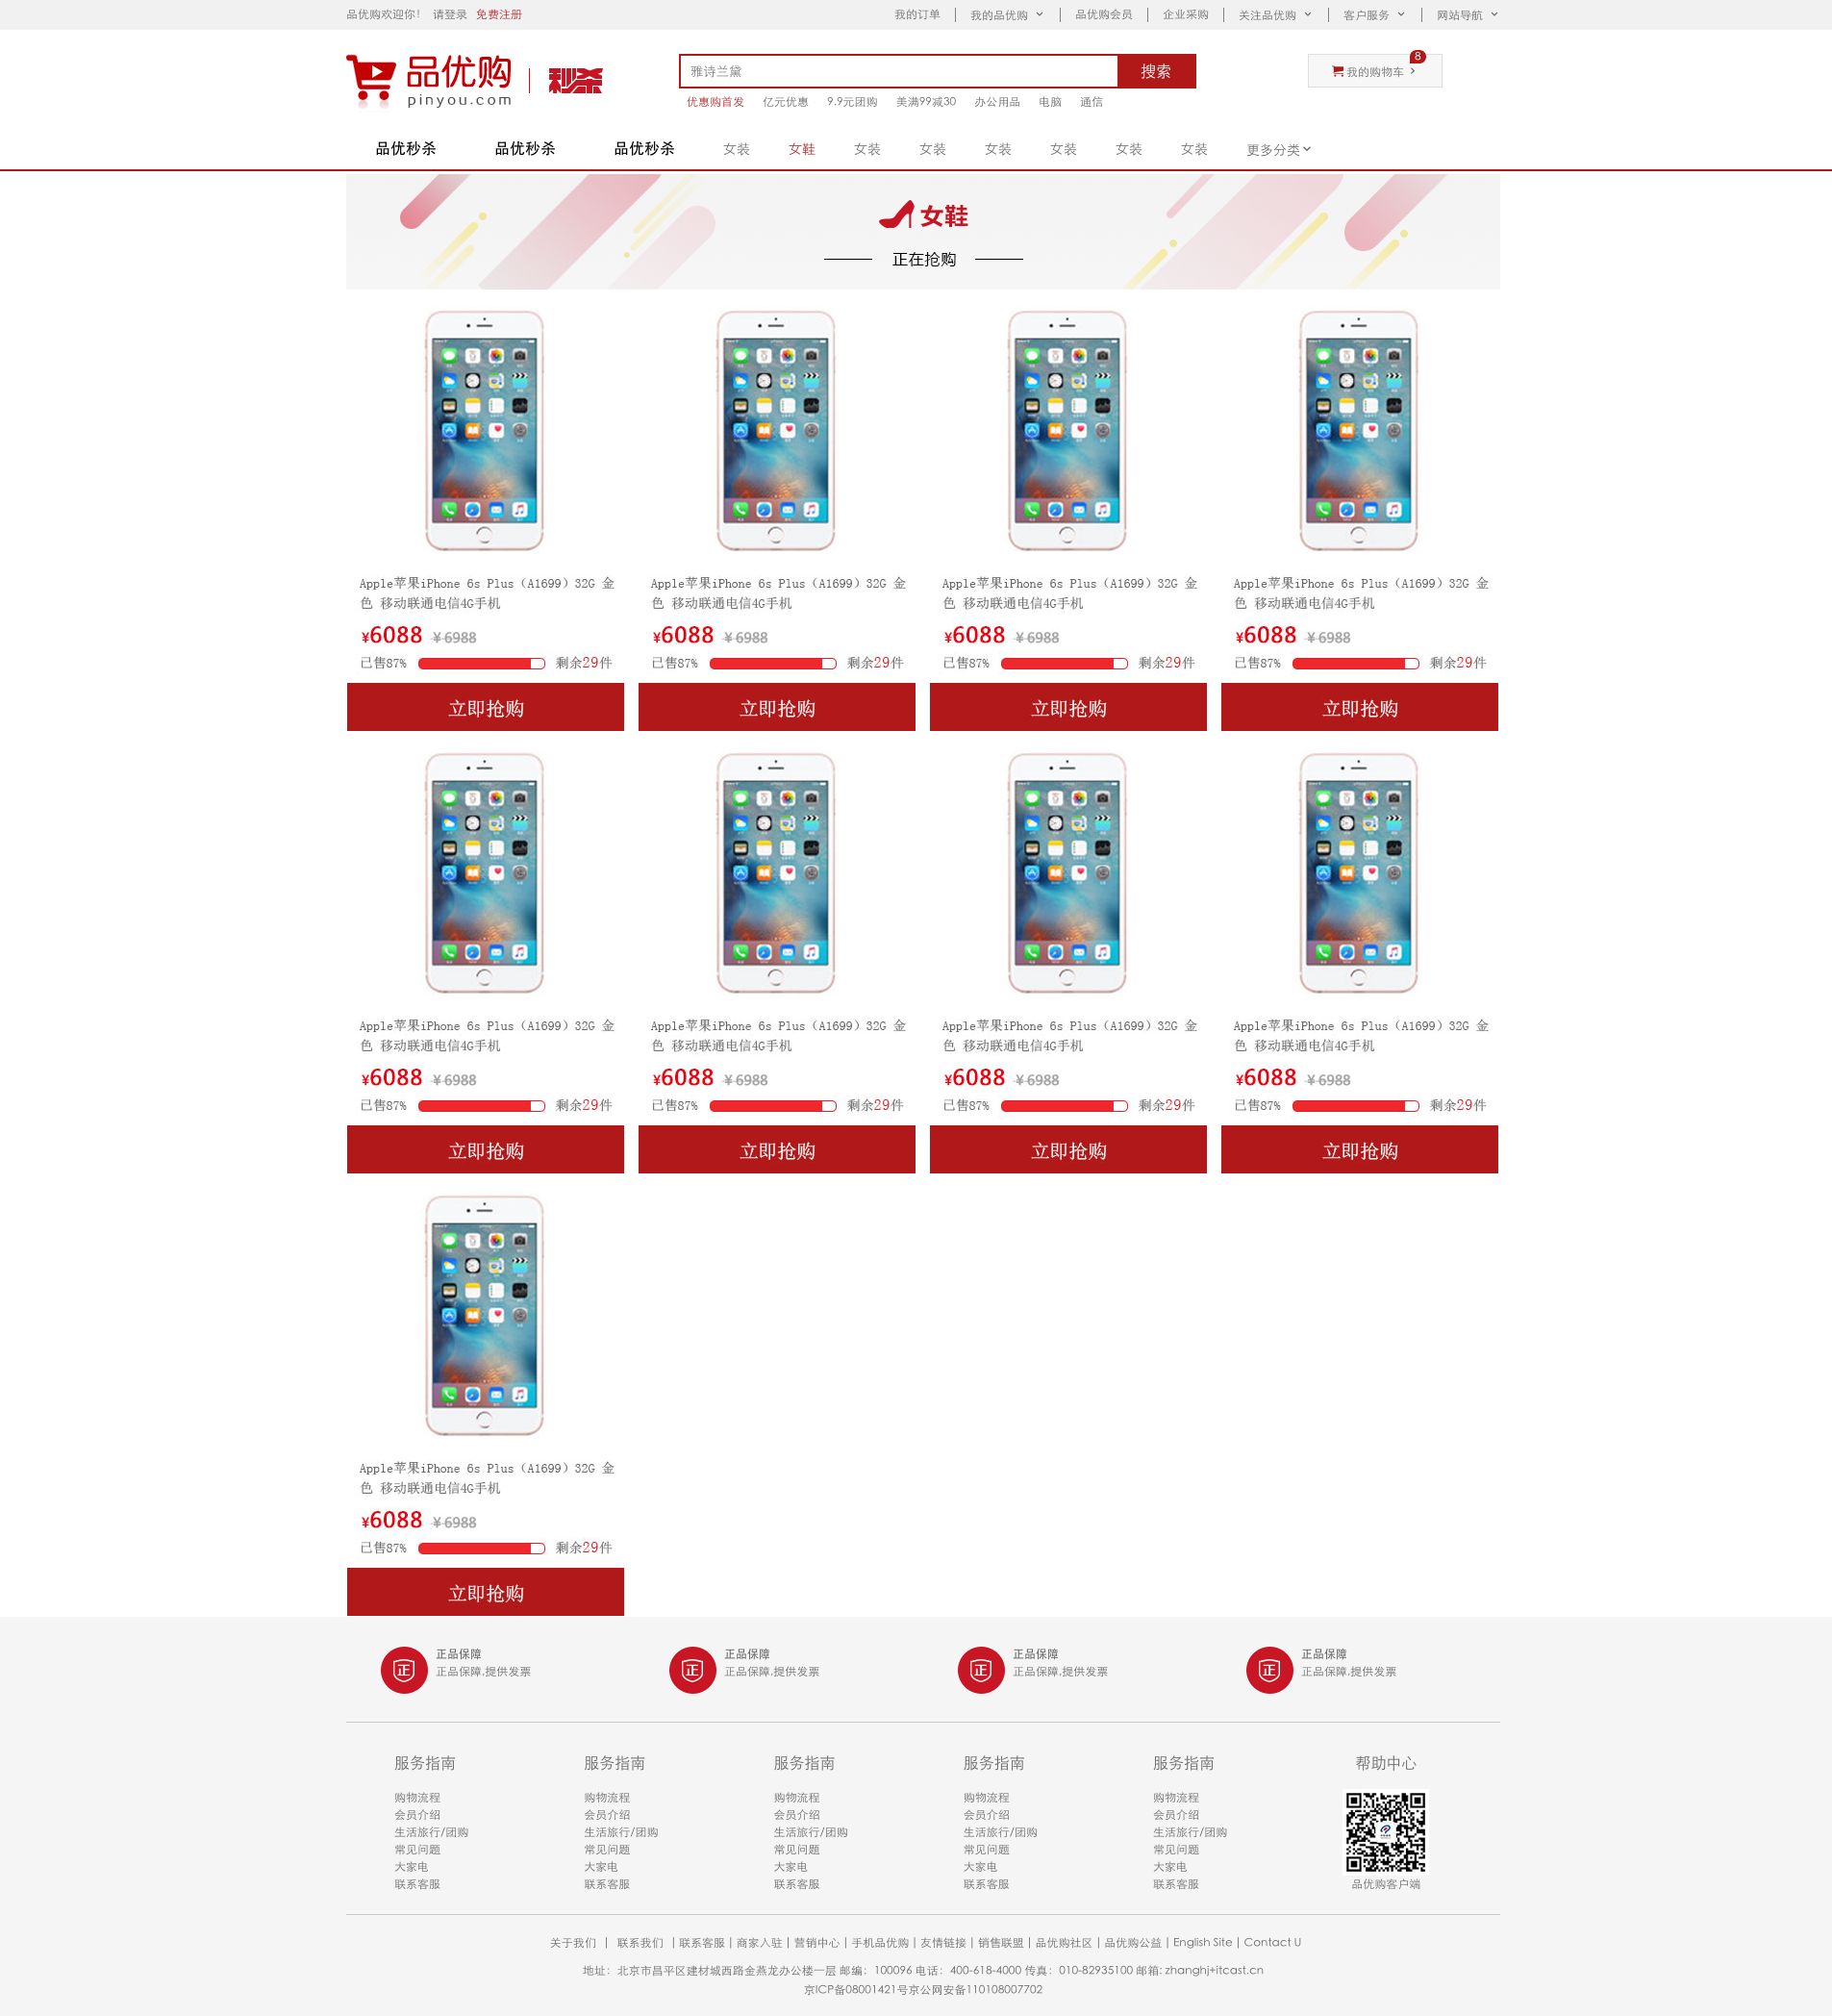 品优购欢迎你! 请登录 免费注册 我的订单 我的品优购 品优购会员 企业采购 关注品优购 客户服务 网站导航
品优购 秒杀 雅诗兰黛 搜索 我的购物车 8
pinyou.com
优惠购首发 亿元优惠 9.9元团购 美满99减30 办公用品 电脑 通信
品优秒杀 品优秒杀 品优秒杀 女装 女鞋 女装 女装 女装 女装 女装 女装 更多分类
女鞋
正在抢购
Apple苹果iPhone 6s Plus（A1699）32G 金 Apple苹果iPhone 6s Plus（A1699）32G 金 Apple苹果iPhone 6s Plus（A1699）32G 金 Apple苹果iPhone 6s Plus（A1699）32G 金
色 移动联通电信4G手机 色 移动联通电信4G手机 色 移动联通电信4G手机 色 移动联通电信4G手机
¥6088 ￥6988 ¥6088 ￥6988 ¥6088 ￥6988 ¥6088 ￥6988
已售87% 剩余29件 已售87% 剩余29件 已售87% 剩余29件 已售87% 剩余29件
立即抢购 立即抢购 立即抢购 立即抢购
Apple苹果iPhone 6s Plus（A1699）32G 金 Apple苹果iPhone 6s Plus（A1699）32G 金 Apple苹果iPhone 6s Plus（A1699）32G 金 Apple苹果iPhone 6s Plus（A1699）32G 金
色 移动联通电信4G手机 色 移动联通电信4G手机 色 移动联通电信4G手机 色 移动联通电信4G手机
¥6088 ￥6988 ¥6088 ￥6988 ¥6088 ￥6988 ¥6088 ￥6988
已售87% 剩余29件 已售87% 剩余29件 已售87% 剩余29件 已售87% 剩余29件
立即抢购 立即抢购 立即抢购 立即抢购
Apple苹果iPhone 6s Plus（A1699）32G 金
色 移动联通电信4G手机
¥6088 ￥6988
已售87% 剩余29件
立即抢购
正 正品保障 正 正品保障 正 正品保障 正 正品保障
正品保障.提供发票 正品保障.提供发票 正品保障.提供发票 正品保障.提供发票
服务指南 服务指南 服务指南 服务指南 服务指南 帮助中心
购物流程 购物流程 购物流程 购物流程 购物流程
会员介绍 会员介绍 会员介绍 会员介绍 会员介绍
生活旅行/团购 生活旅行/团购 生活旅行/团购 生活旅行/团购 生活旅行/团购
常见问题 常见问题 常见问题 常见问题 常见问题
大家电 大家电 大家电 大家电 大家电
联系客服 联系客服 联系客服 联系客服 联系客服 品优购客户端
关于我们 | 联系我们 | 联系客服 | 商家人驻 | 营销中心 | 手机品优购 | 友情链接 | 销售联盟 | 品优购社区 | 品优购公益 | English Site | Contact U
地址：北京市昌平区建材城西路金燕龙办公楼一层 邮编：100096 电话：400-618-4000 传真：010-82935100 邮箱: zhanghj+itcast.cn
京ICP备08001421号京公网安备110108007702